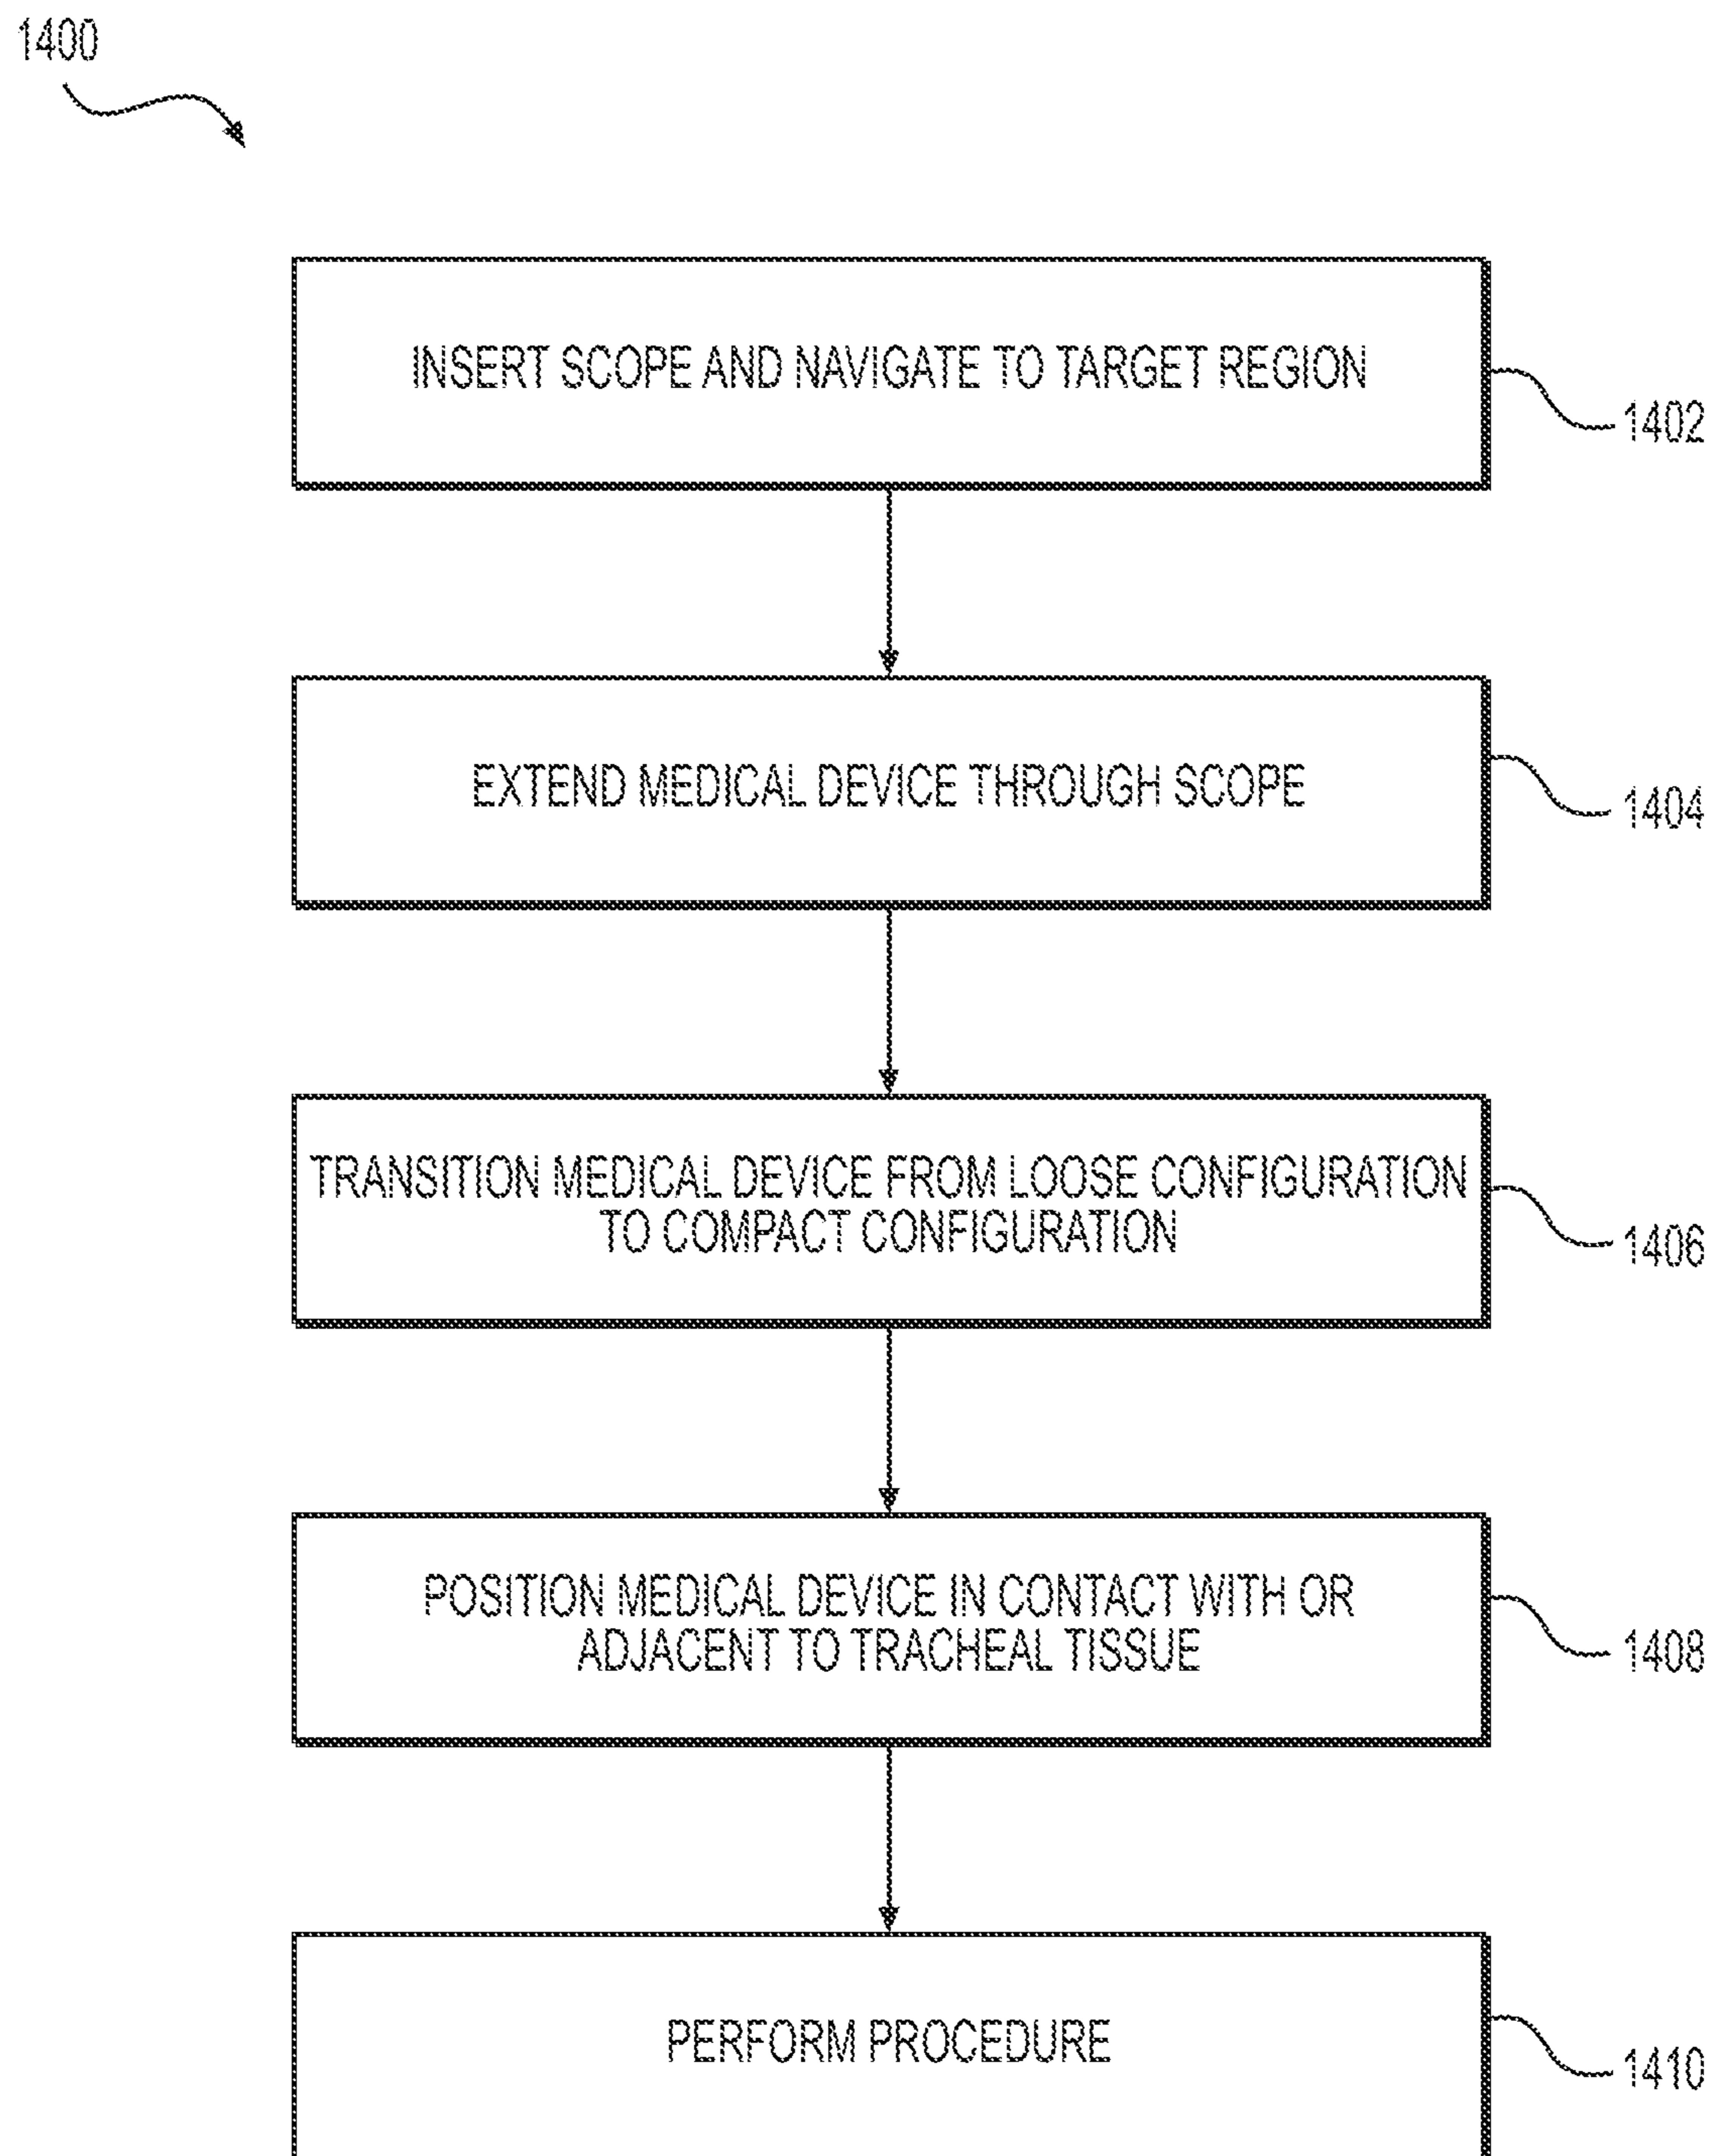 1400
INSERT SCOPE AND NAVIGATE TO TARGET REGION
1402
EXTEND MEDICAL DEVICE THROUGH SCOPE
1404
TRANSITION MEDICAL DEVICE FROM LOOSE CONFIGURATION
TO COMPACT CONFIGURATION
1406
POSITION MEDICAL DEVICE IN CONTACT WITH OR
ADJACENT TO TRACHEAL TISSUE
1408
PERFORM PROCEDURE
1410